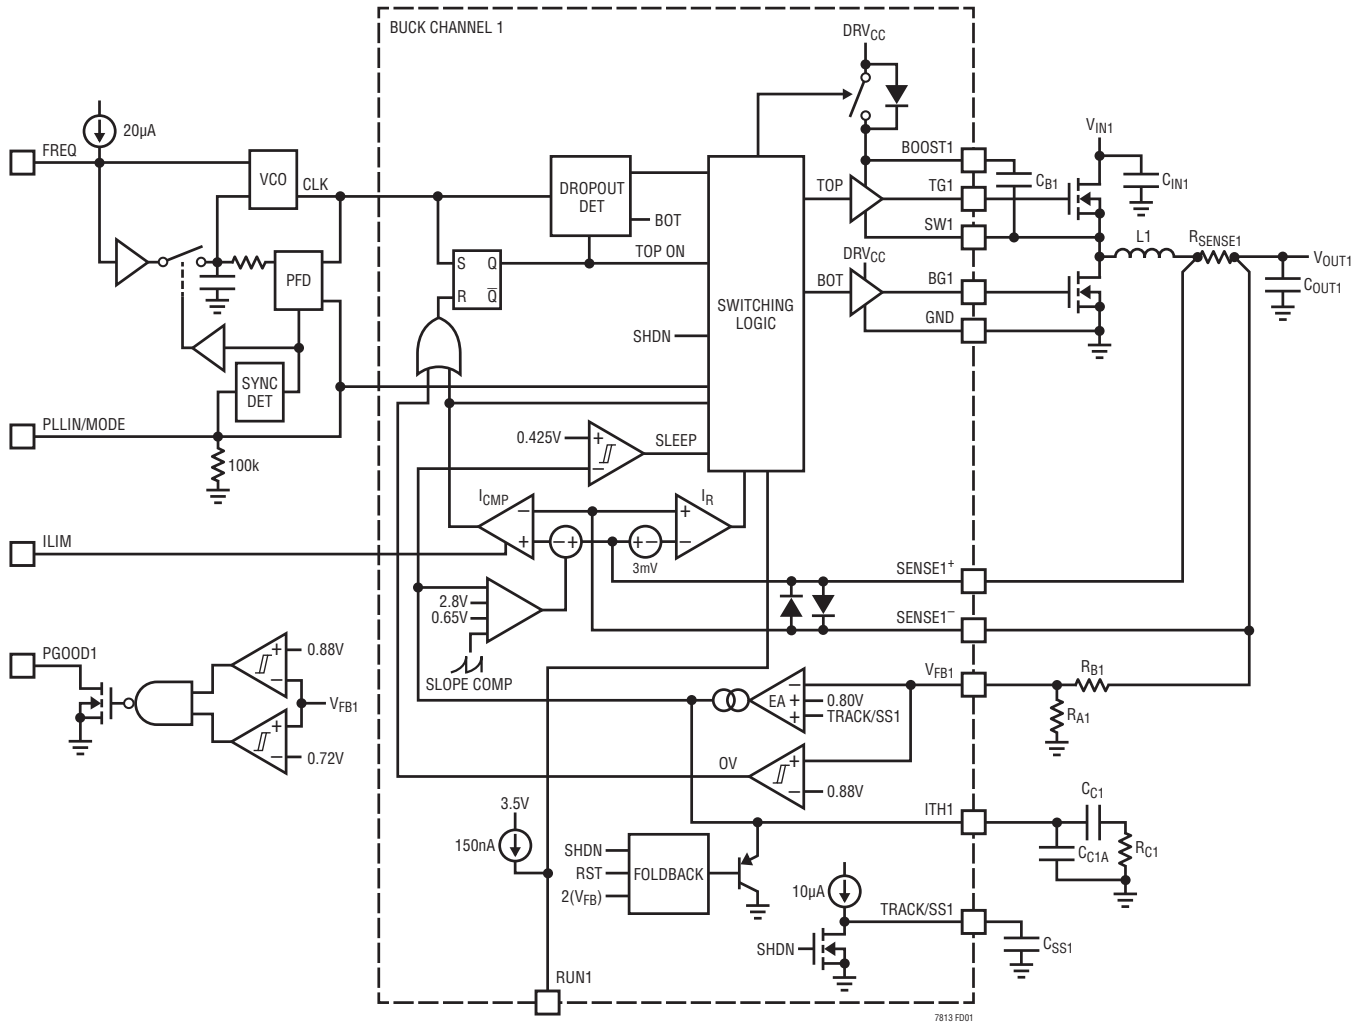 BUCK CHANNEL 1
DRVCC
20µA
FREQ
VCO
CLK
PFD
SYNC
DET
PLLIN/MODE
100k
ILIM
PGOOD1
0.88V
VFB1
0.72V
DROPOUT
DET
BOT
TOP ON
S
Q
R
Q̅
SHDN
SWITCHING
LOGIC
TOP
BOT
DRVCC
BOOST1
TG1
SW1
BG1
GND
CB1
VIN1
CIN1
L1
RSENSE1
VOUT1
COUT1
0.425V
+
–
SLEEP
ICMP
–
+
– +
IR
+
–
+ –
3mV
2.8V
0.65V
SLOPE COMP
SENSE1+
SENSE1–
VFB1
RB1
RA1
EA
–
+
+
0.80V
TRACK/SS1
OV
+
–
0.88V
ITH1
CC1
CC1A
RC1
3.5V
150nA
SHDN
RST
2(VFB)
FOLDBACK
10µA
TRACK/SS1
CSS1
SHDN
RUN1
+
–
+
–
7813 FD01